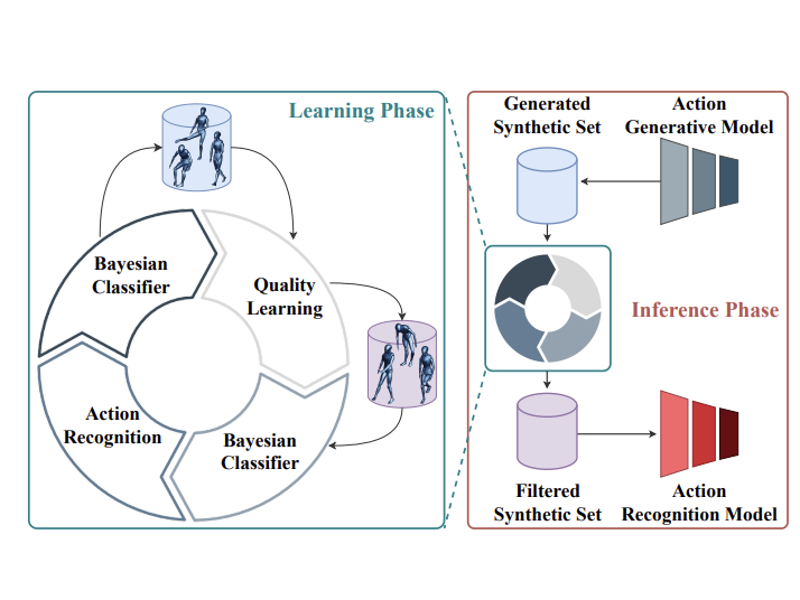 Learning Phase
Bayesian
Classifier
Quality
Learning
Action
Recognition
Bayesian
Classifier
Generated
Synthetic Set
Action
Generative Model
Inference Phase
Filtered
Synthetic Set
Action
Recognition Model